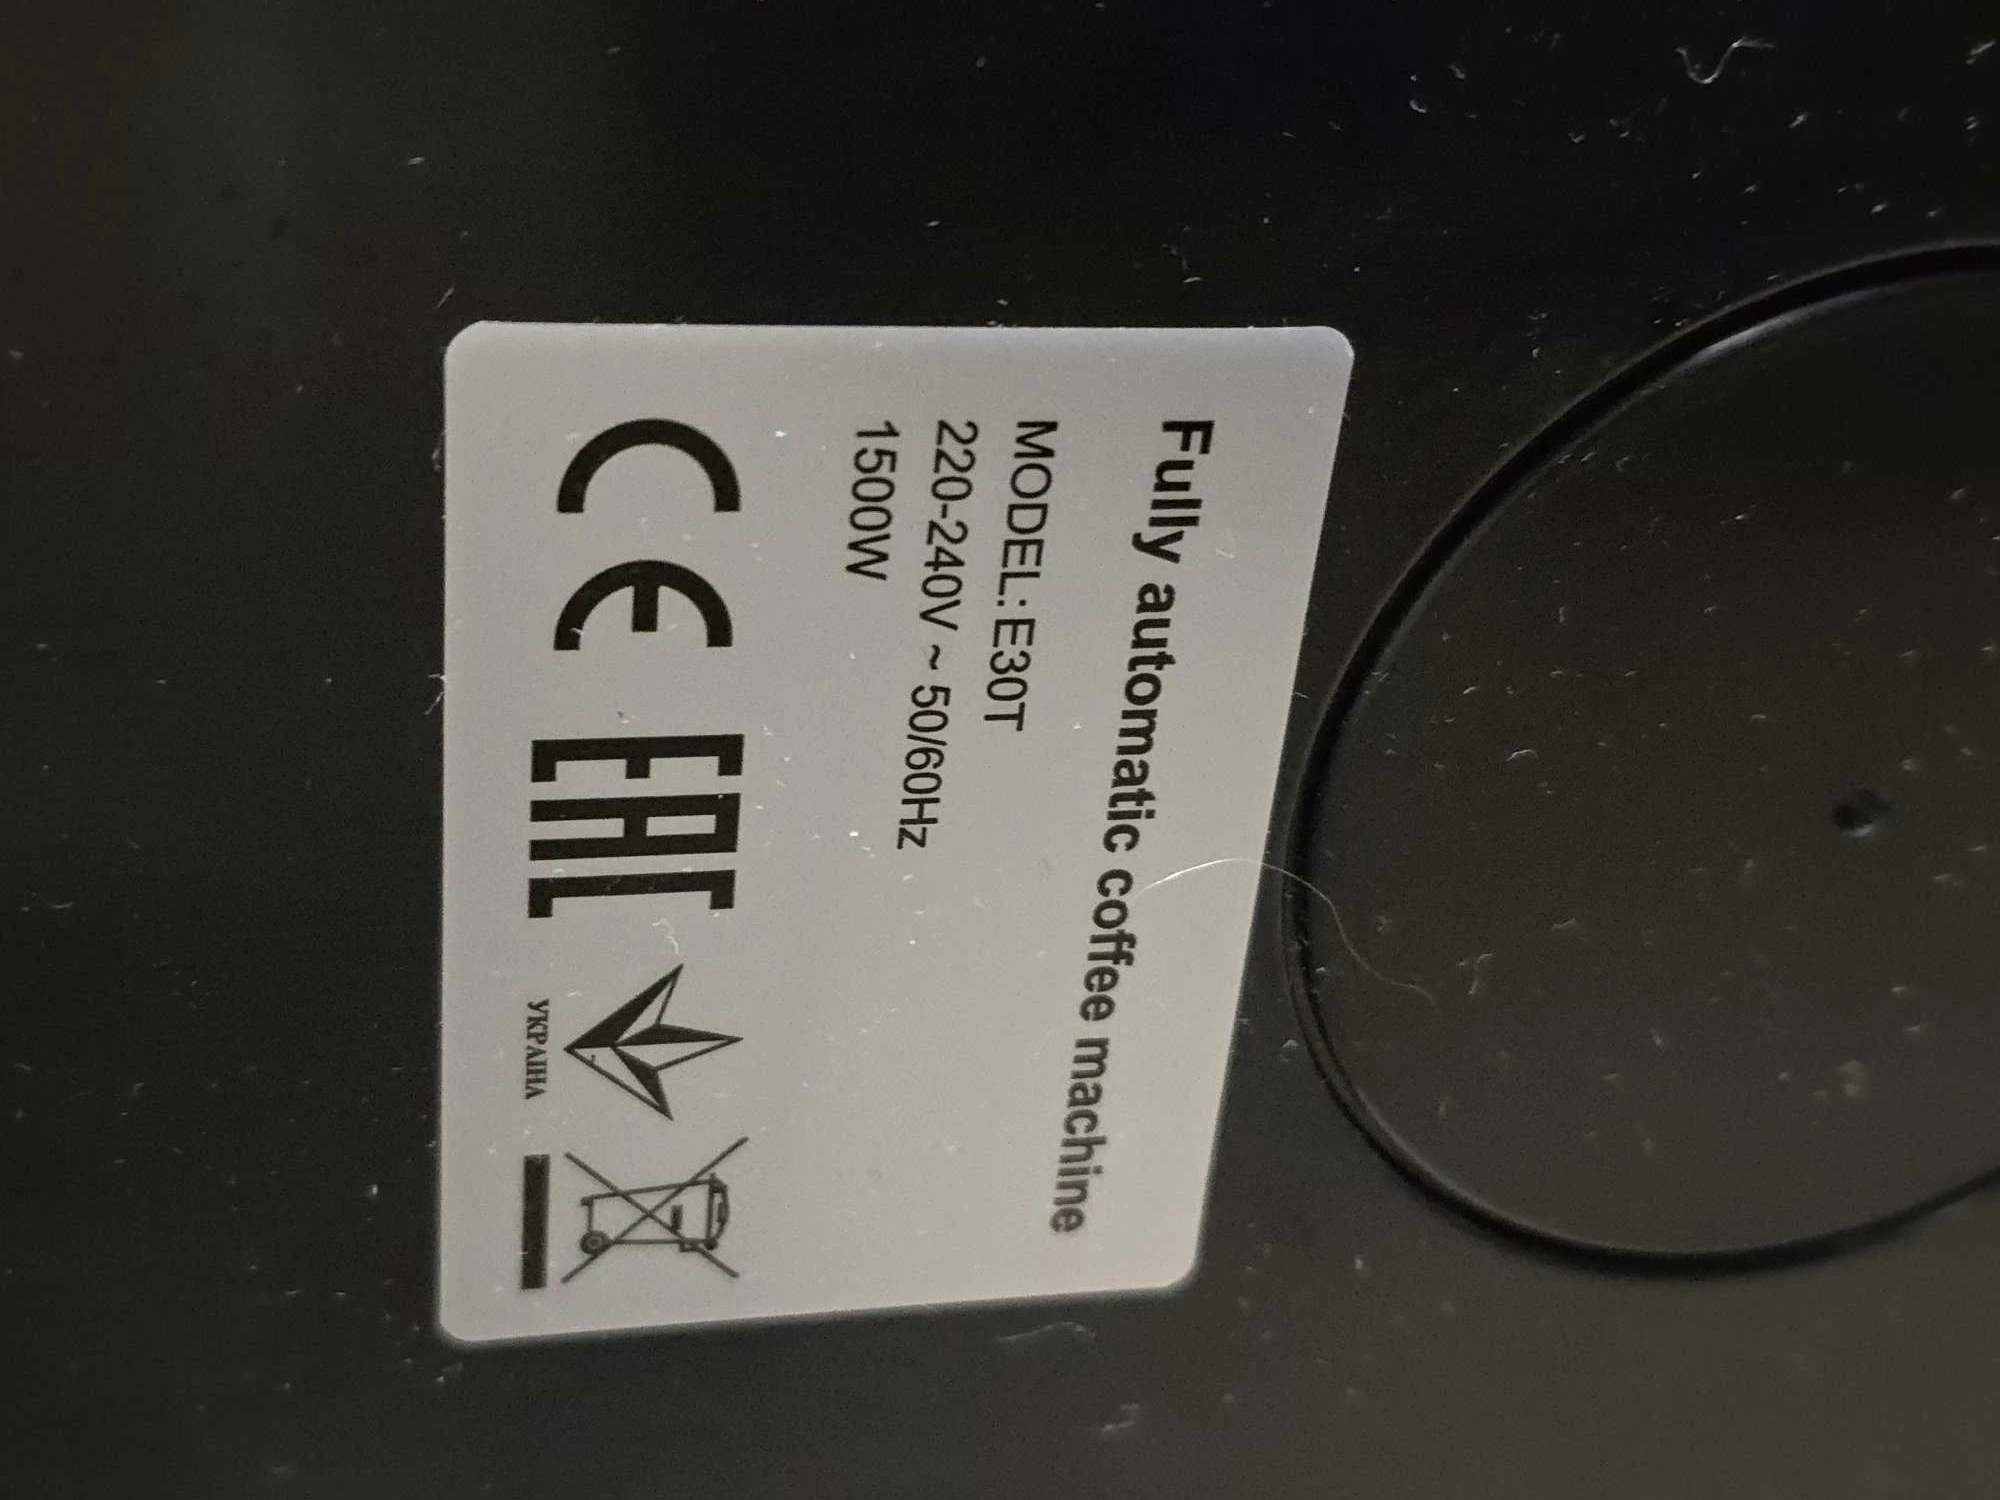 Fully automatic coffee machine
MODEL: E30T
220-240V ~ 50/60Hz
1500W
CE EAC
УКРАЇНА